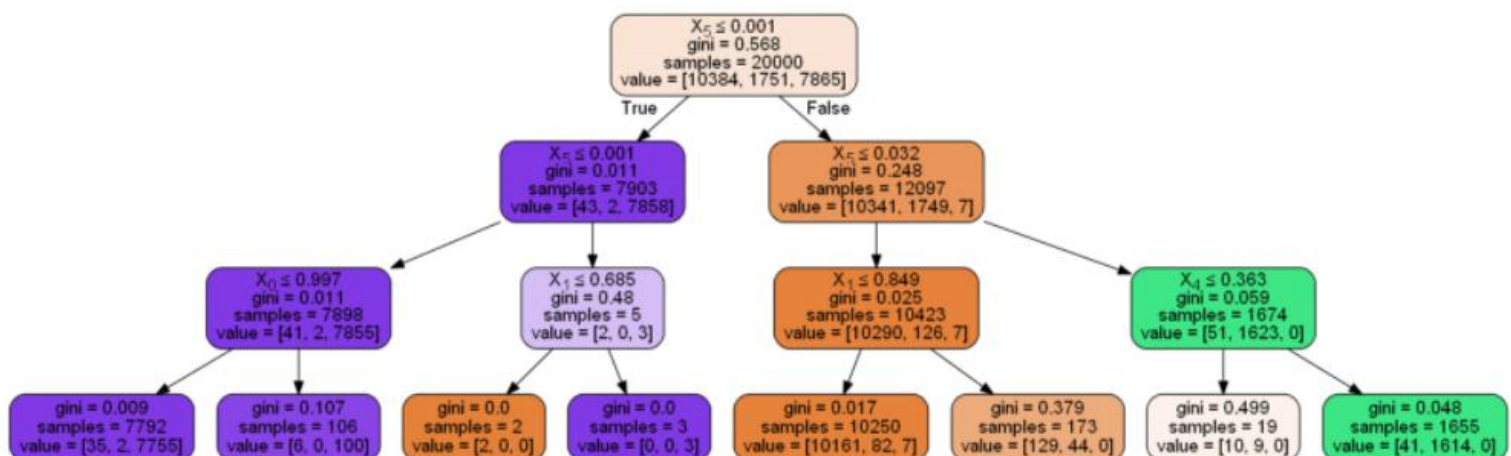 X₅ ≤ 0.001
gini = 0.568
samples = 20000
value = [10384, 1751, 7865]
True
False
X₅ ≤ 0.001
gini = 0.011
samples = 7903
value = [43, 2, 7858]
X₅ ≤ 0.032
gini = 0.248
samples = 12097
value = [10341, 1749, 7]
X₀ ≤ 0.997
gini = 0.011
samples = 7898
value = [41, 2, 7855]
X₁ ≤ 0.685
gini = 0.48
samples = 5
value = [2, 0, 3]
X₁ ≤ 0.849
gini = 0.025
samples = 10423
value = [10290, 126, 7]
X₄ ≤ 0.363
gini = 0.059
samples = 1674
value = [51, 1623, 0]
gini = 0.009
samples = 7792
value = [35, 2, 7755]
gini = 0.107
samples = 106
value = [6, 0, 100]
gini = 0.0
samples = 2
value = [2, 0, 0]
gini = 0.0
samples = 3
value = [0, 0, 3]
gini = 0.017
samples = 10250
value = [10161, 82, 7]
gini = 0.379
samples = 173
value = [129, 44, 0]
gini = 0.499
samples = 19
value = [10, 9, 0]
gini = 0.048
samples = 1655
value = [41, 1614, 0]